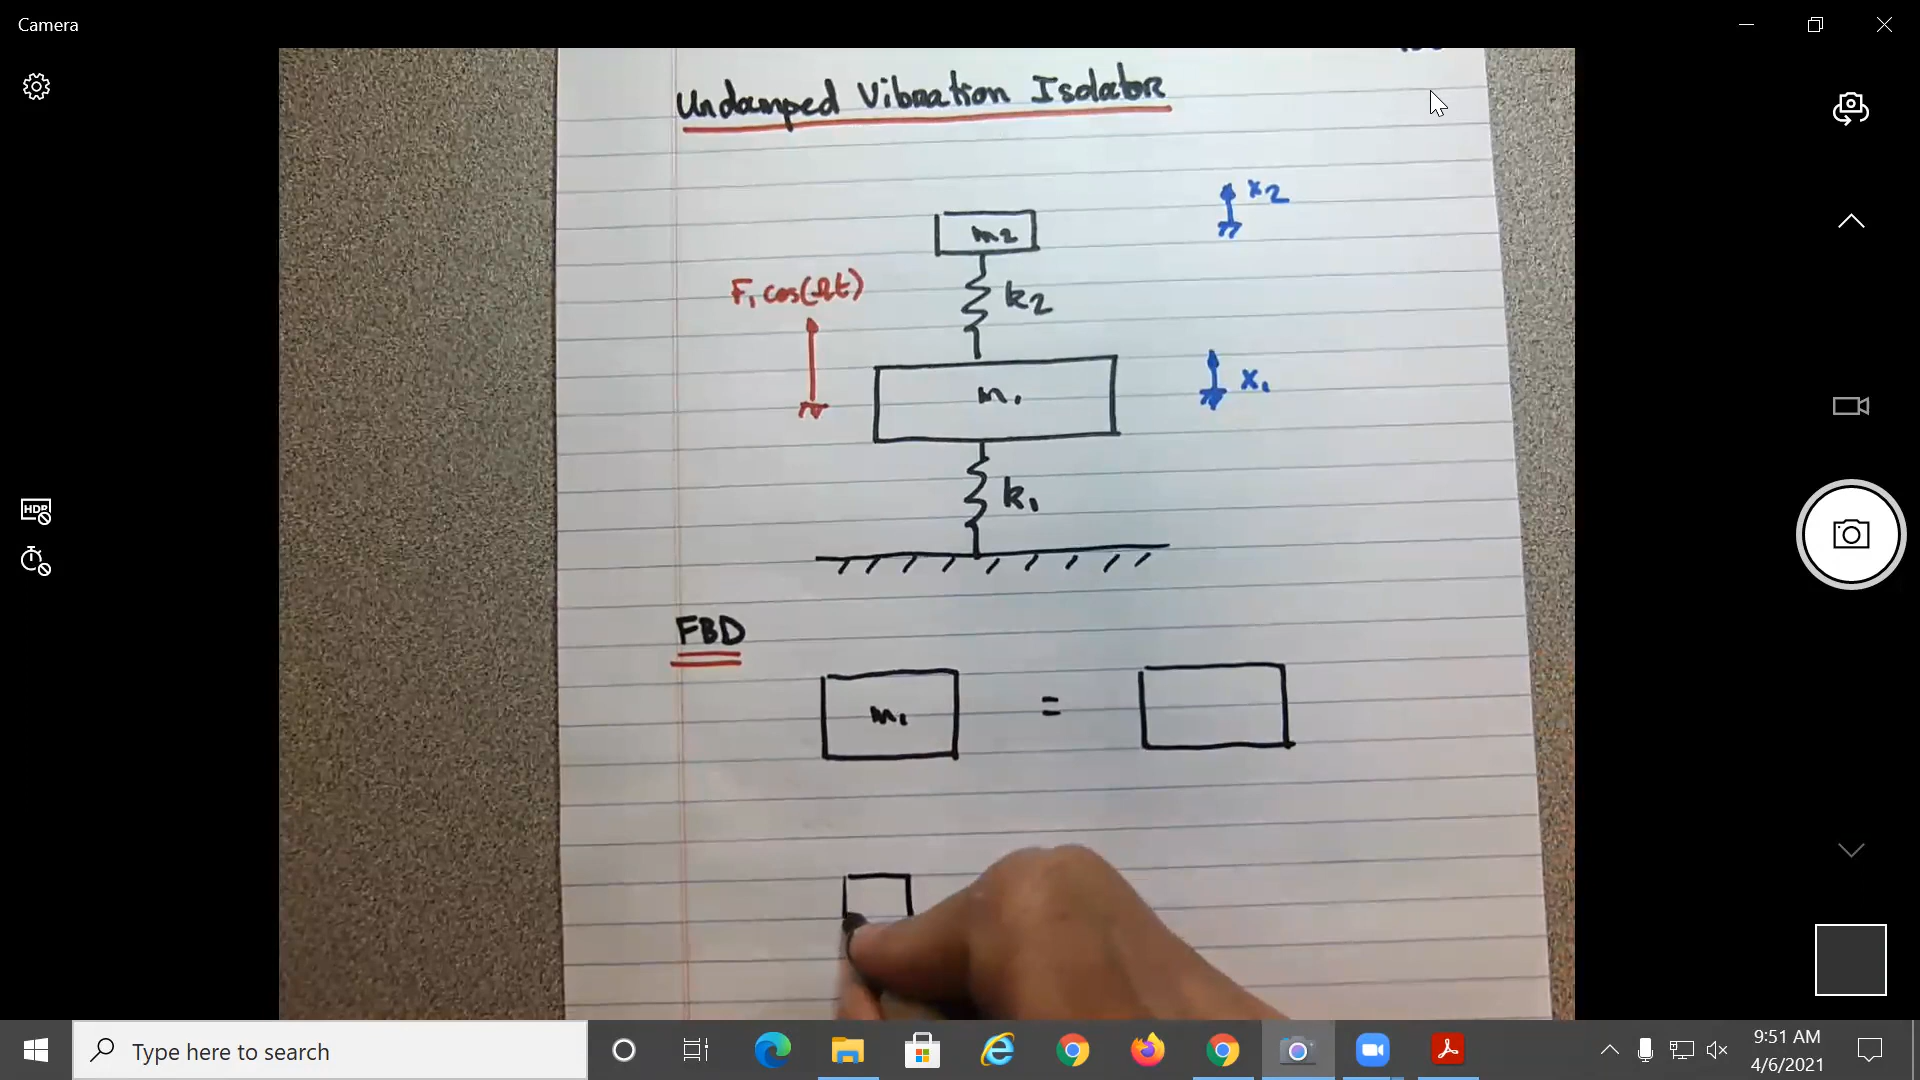 Camera
Undamped Vibration Isolator
x2
m2
F1 cos(Ωt)
k2
m1
x1
k1
FBD
m1
=
HDR
Type here to search
9:51 AM
4/6/2021